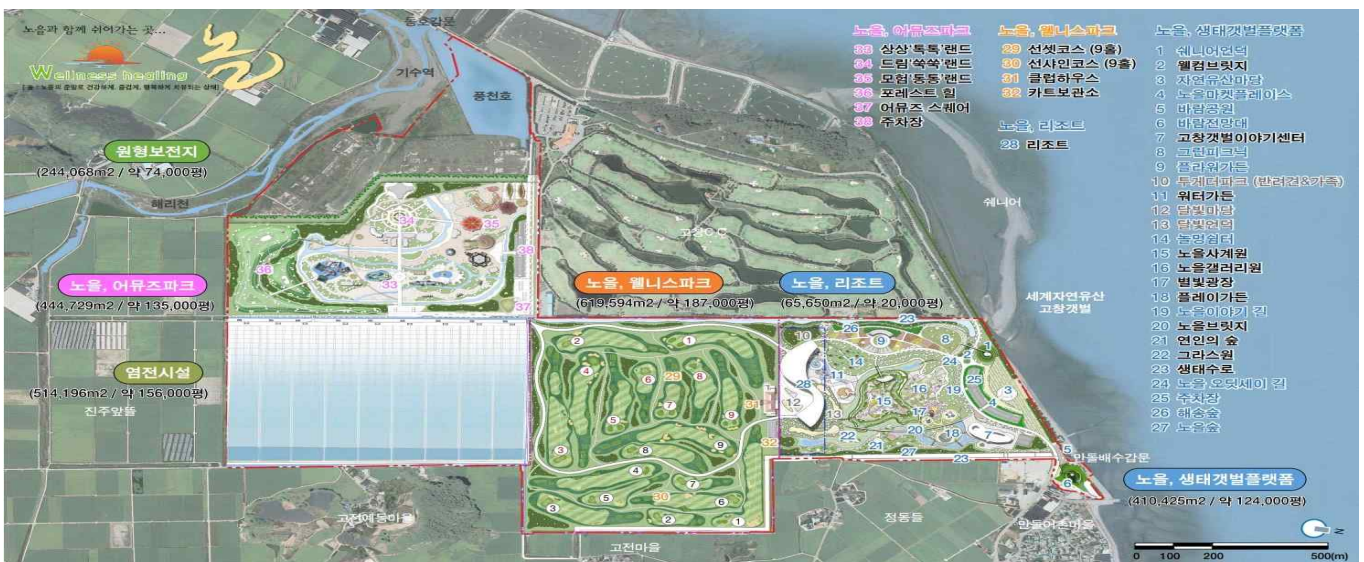 노을과 함께 쉬어가는 곳...
놂
Wellness healing
동호갑문
기수역
풍천호
원형보전지
(244,068m2 / 약 74,000평)
해리천
노을, 어뮤즈파크
(444,729m2 / 약 135,000평)
염전시설
(514,196m2 / 약 156,000평)
진주앞뜰
고창C.C
노을, 웰니스파크
(619,594m2 / 약 187,000평)
노을, 리조트
(65,650m2 / 약 20,000평)
쉐니어
세계자연유산
고창갯벌
만돌배수갑문
노을, 생태갯벌플랫폼
(410,425m2 / 약 124,000평)
고전마을
정동들
만돌어촌마을
노을, 어뮤즈파크
33 상상'톡톡'랜드
34 드림'쑥쑥'랜드
35 모험'둥둥'랜드
36 포레스트 힐
37 어뮤즈 스퀘어
38 주차장
노을, 웰니스파크
29 선셋코스 (9홀)
30 선샤인코스 (9홀)
31 클럽하우스
32 카트보관소
노을, 리조트
28 리조트
노을, 생태갯벌플랫폼
1 쉐니어언덕
2 웰컴브릿지
3 자연유산마당
4 노을마켓플레이스
5 바람공원
6 바람전망대
7 고창갯벌이야기센터
8 그린피크닉
9 플라워가든
10 투게더파크 (반려견&가족)
11 워터가든
12 달빛마당
13 달빛언덕
14 놀멍쉼터
15 노을사계원
16 노을갤러리원
17 별빛광장
18 플레이가든
19 노을이야기 길
20 노을브릿지
21 연인의 숲
22 그라스원
23 생태수로
24 노을 오딧세이 길
25 주차장
26 해송숲
27 노을숲
0 100 200 500(m)
N